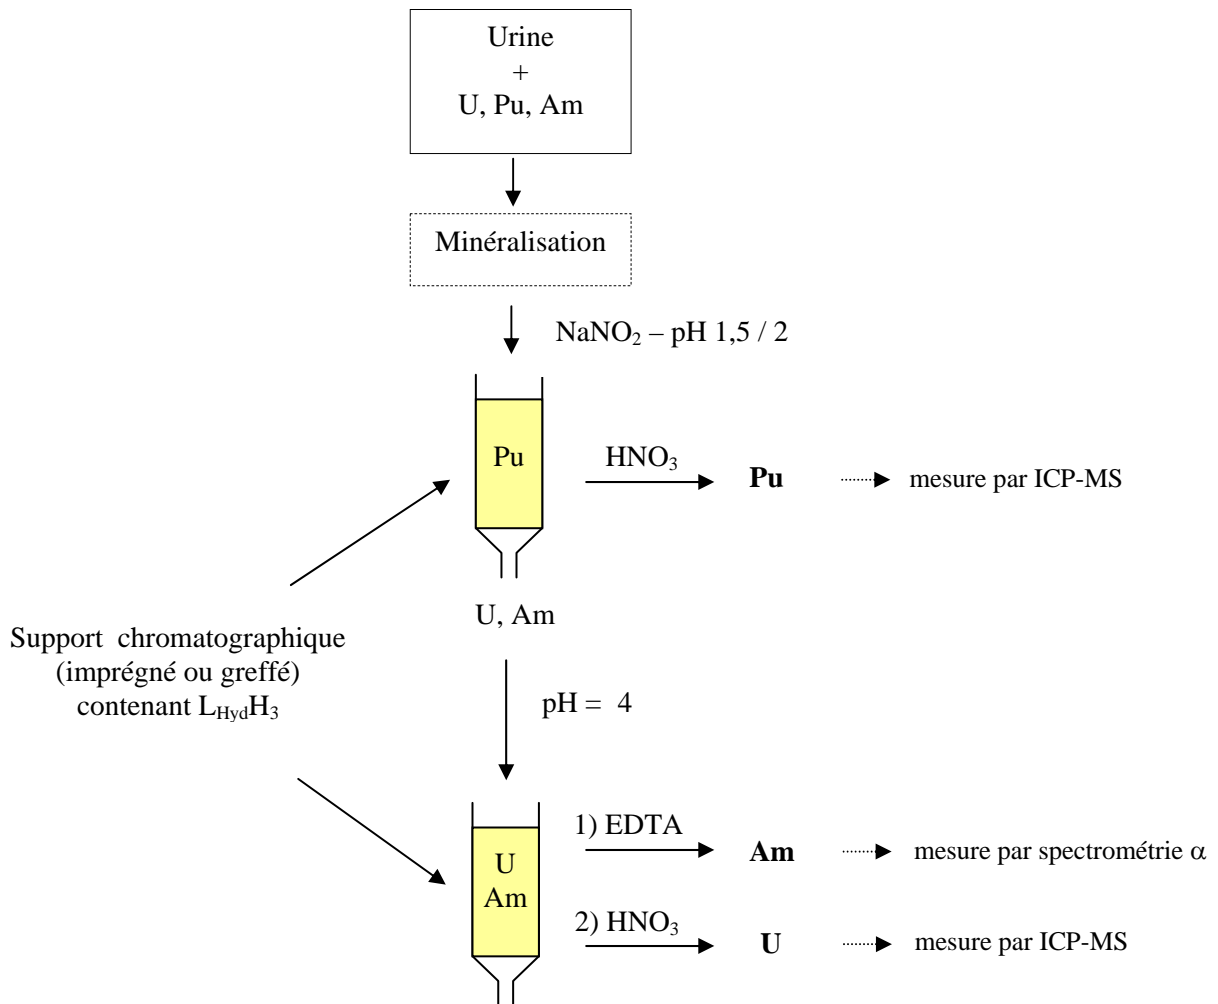 Urine
+
U, Pu, Am
Minéralisation
NaNO₂ – pH 1,5 / 2
Pu
HNO₃
Pu
mesure par ICP-MS
U, Am
Support chromatographique
(imprégné ou greffé)
contenant L_HydH₃
pH = 4
U
Am
1) EDTA
Am
mesure par spectrométrie α
2) HNO₃
U
mesure par ICP-MS